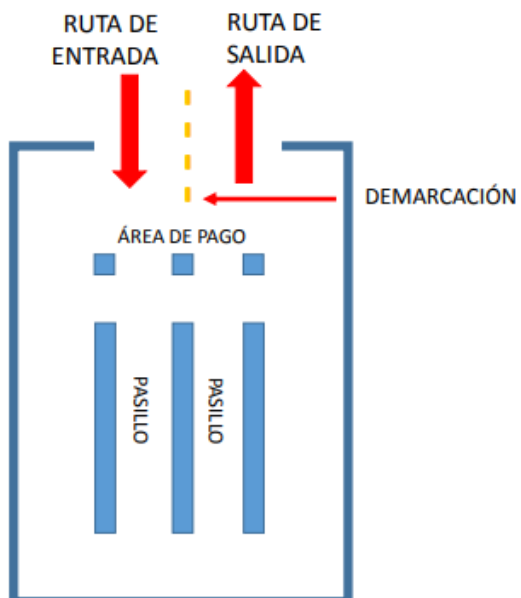 RUTA DE
ENTRADA
RUTA DE
SALIDA
DEMARCACIÓN
ÁREA DE PAGO
PASILLO
PASILLO